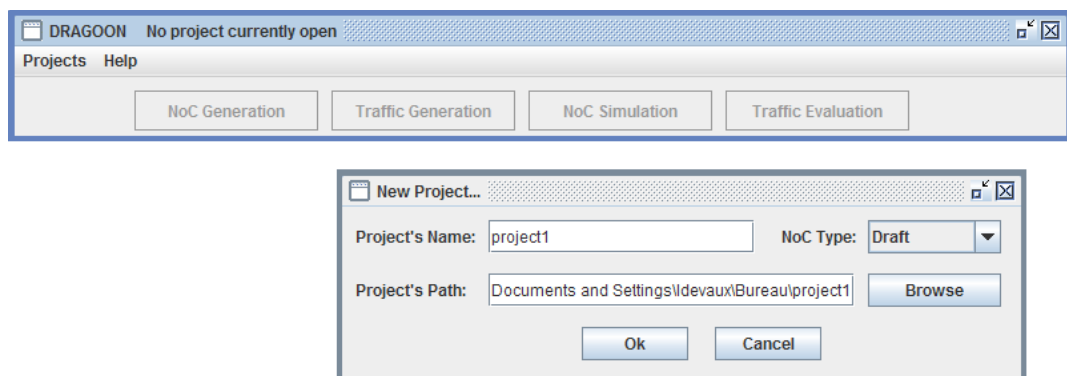 DRAGOON No project currently open
Projects Help
NoC Generation Traffic Generation NoC Simulation Traffic Evaluation
New Project...
Project's Name: project1 NoC Type: Draft
Project's Path: Documents and Settings\ldevaux\Bureau\project1 Browse
Ok Cancel